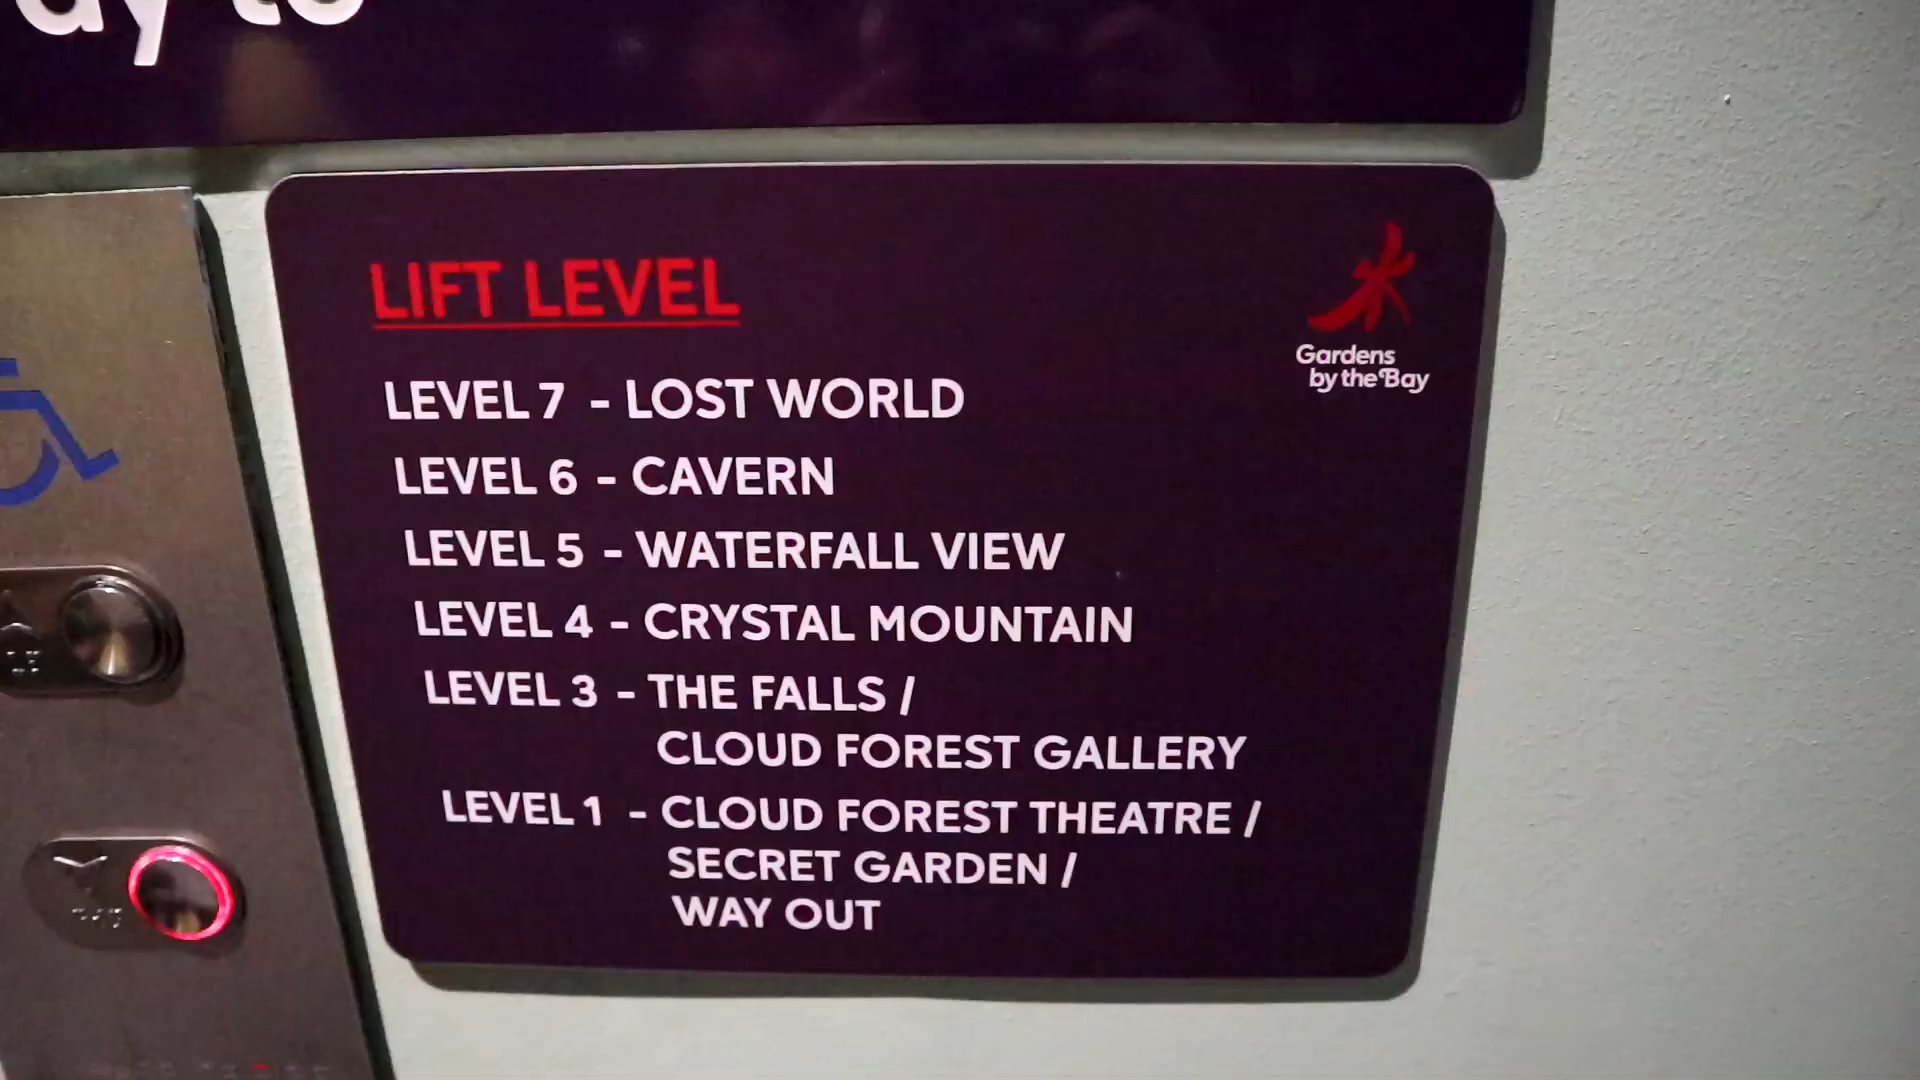 to
LIFT LEVEL
Gardens
by the Bay
LEVEL 7 - LOST WORLD
LEVEL 6 - CAVERN
LEVEL 5 - WATERFALL VIEW
LEVEL 4 - CRYSTAL MOUNTAIN
LEVEL 3 - THE FALLS /
CLOUD FOREST GALLERY
LEVEL 1 - CLOUD FOREST THEATRE /
SECRET GARDEN /
WAY OUT